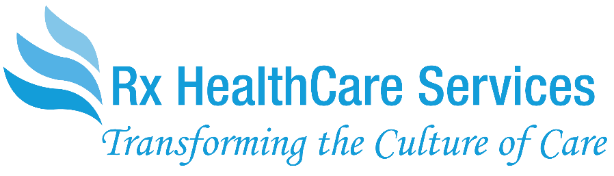 Rx HealthCare Services
Transforming the Culture of Care